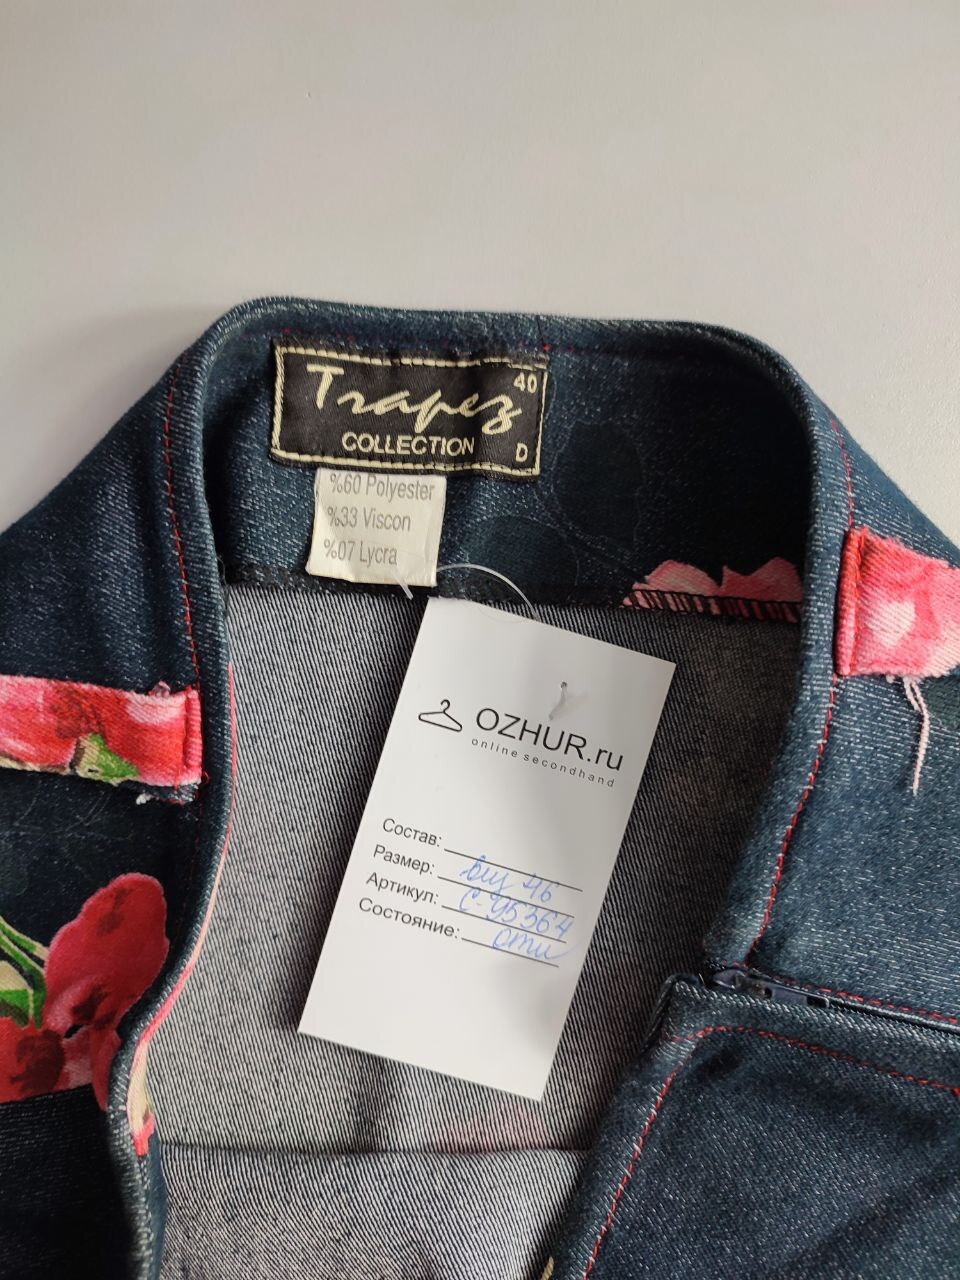 Trapez
40
COLLECTION
D
%60 Polyester
%33 Viscon
%07 Lycra
OZHUR.ru
online secondhand
Состав:
Размер: 46
Артикул: С-95364
Состояние: отл